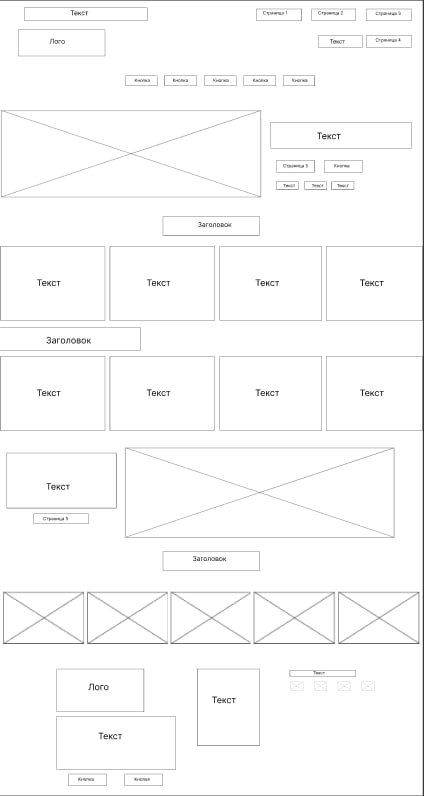 Текст
Страница 1
Страница 2
Страница 3
Лого
Текст
Страница 4
Кнопка
Кнопка
Кнопка
Кнопка
Кнопка
Текст
Страница 5
Кнопка
Текст
Текст
Текст
Заголовок
Текст
Текст
Текст
Текст
Заголовок
Текст
Текст
Текст
Текст
Текст
Страница 5
Заголовок
Лого
Текст
Текст
Текст
Кнопка
Кнопка